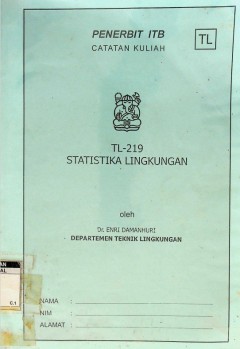 PENERBIT ITB
CATATAN KULIAH
TL
TL-219
STATISTIKA LINGKUNGAN
oleh
Dr. ENRI DAMANHURI
DEPARTEMEN TEKNIK LINGKUNGAN
NAMA :
NIM :
ALAMAT :
C.1